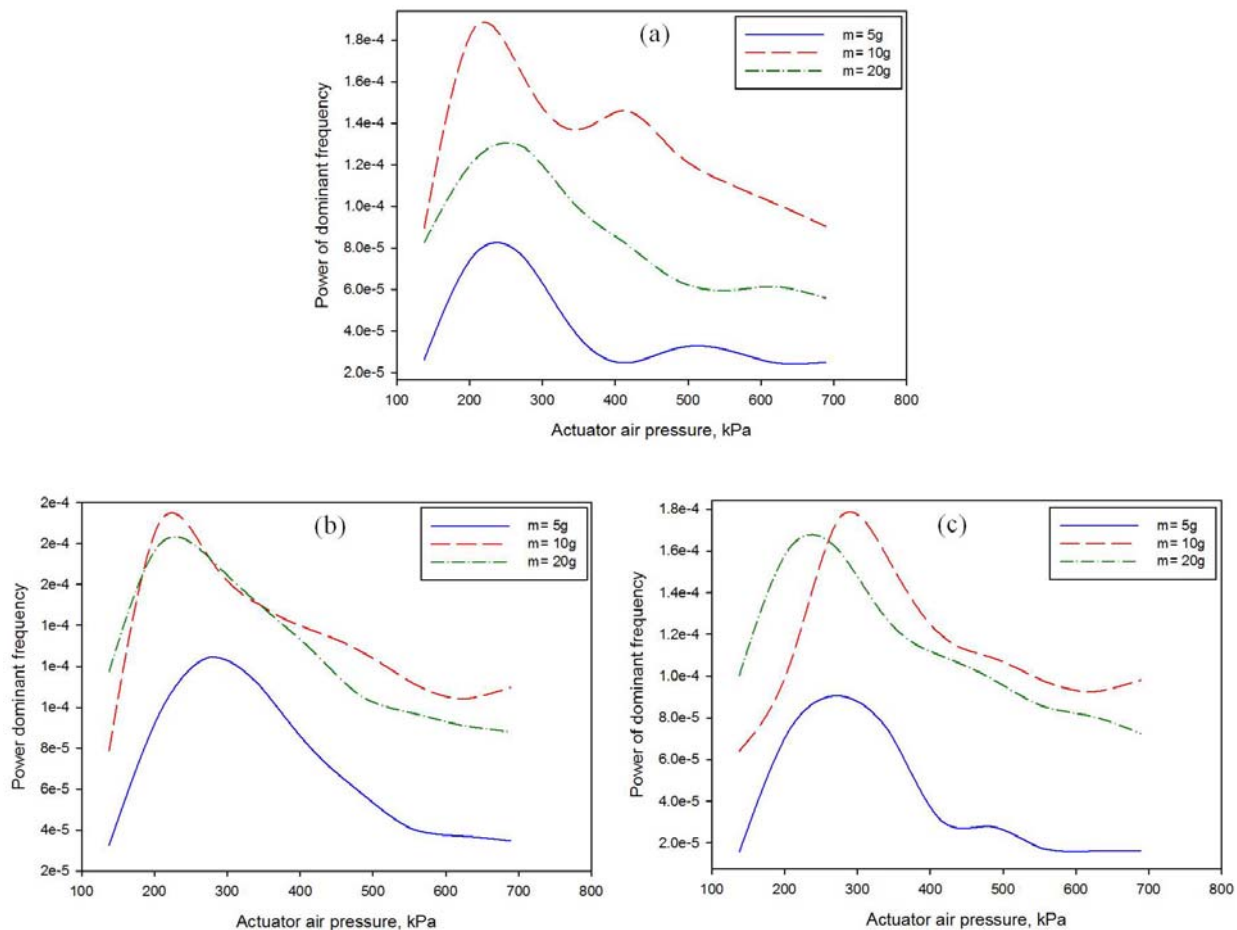 (a)
m= 5g
m= 10g
m= 20g
Power of dominant frequency
1.8e-4
1.6e-4
1.4e-4
1.2e-4
1.0e-4
8.0e-5
6.0e-5
4.0e-5
2.0e-5
100 200 300 400 500 600 700 800
Actuator air pressure, kPa
(b)
m= 5g
m= 10g
m= 20g
Power dominant frequency
2e-4
2e-4
2e-4
1e-4
1e-4
1e-4
8e-5
6e-5
4e-5
2e-5
100 200 300 400 500 600 700 800
Actuator air pressure, kPa
(c)
m= 5g
m= 10g
m= 20g
Power of dominant frequency
1.8e-4
1.6e-4
1.4e-4
1.2e-4
1.0e-4
8.0e-5
6.0e-5
4.0e-5
2.0e-5
100 200 300 400 500 600 700 800
Actuator air pressure, kPa